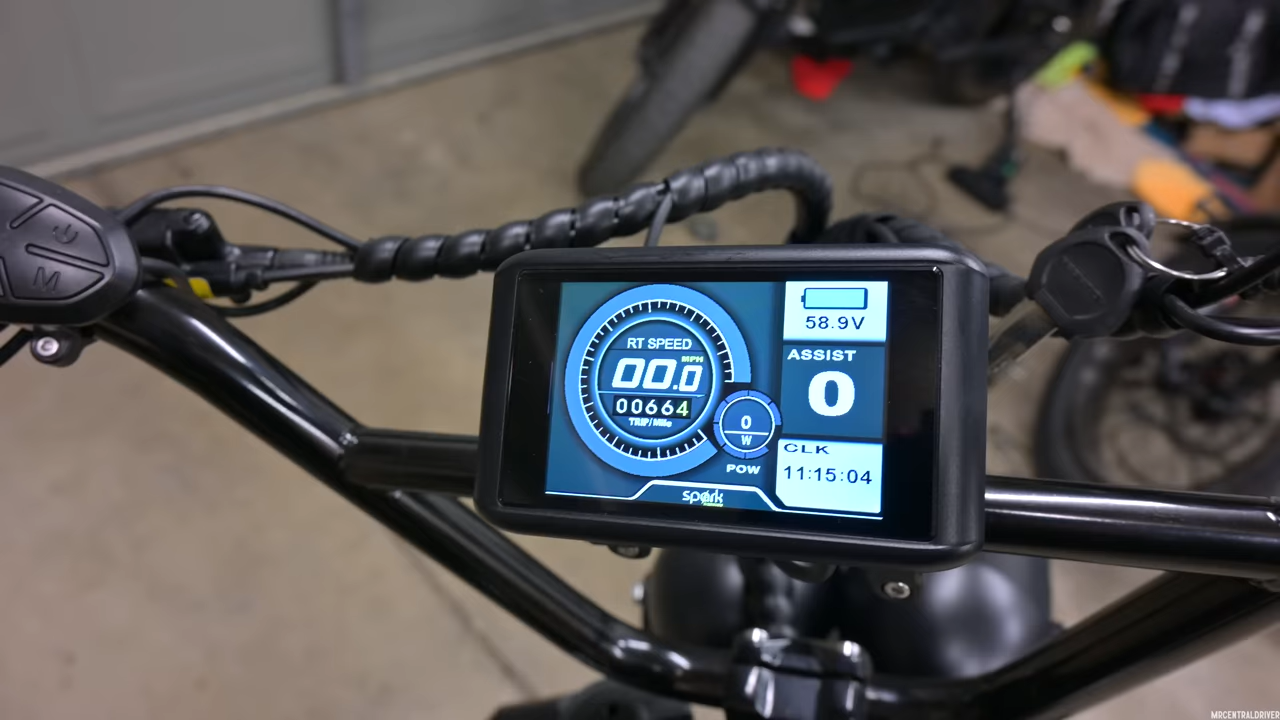 M
RT SPEED
MPH
00.0
00664
TRIP/Mile
0
W
POW
spark
58.9V
ASSIST
0
CLK
11:15:04
MRCENTRALDRIVER